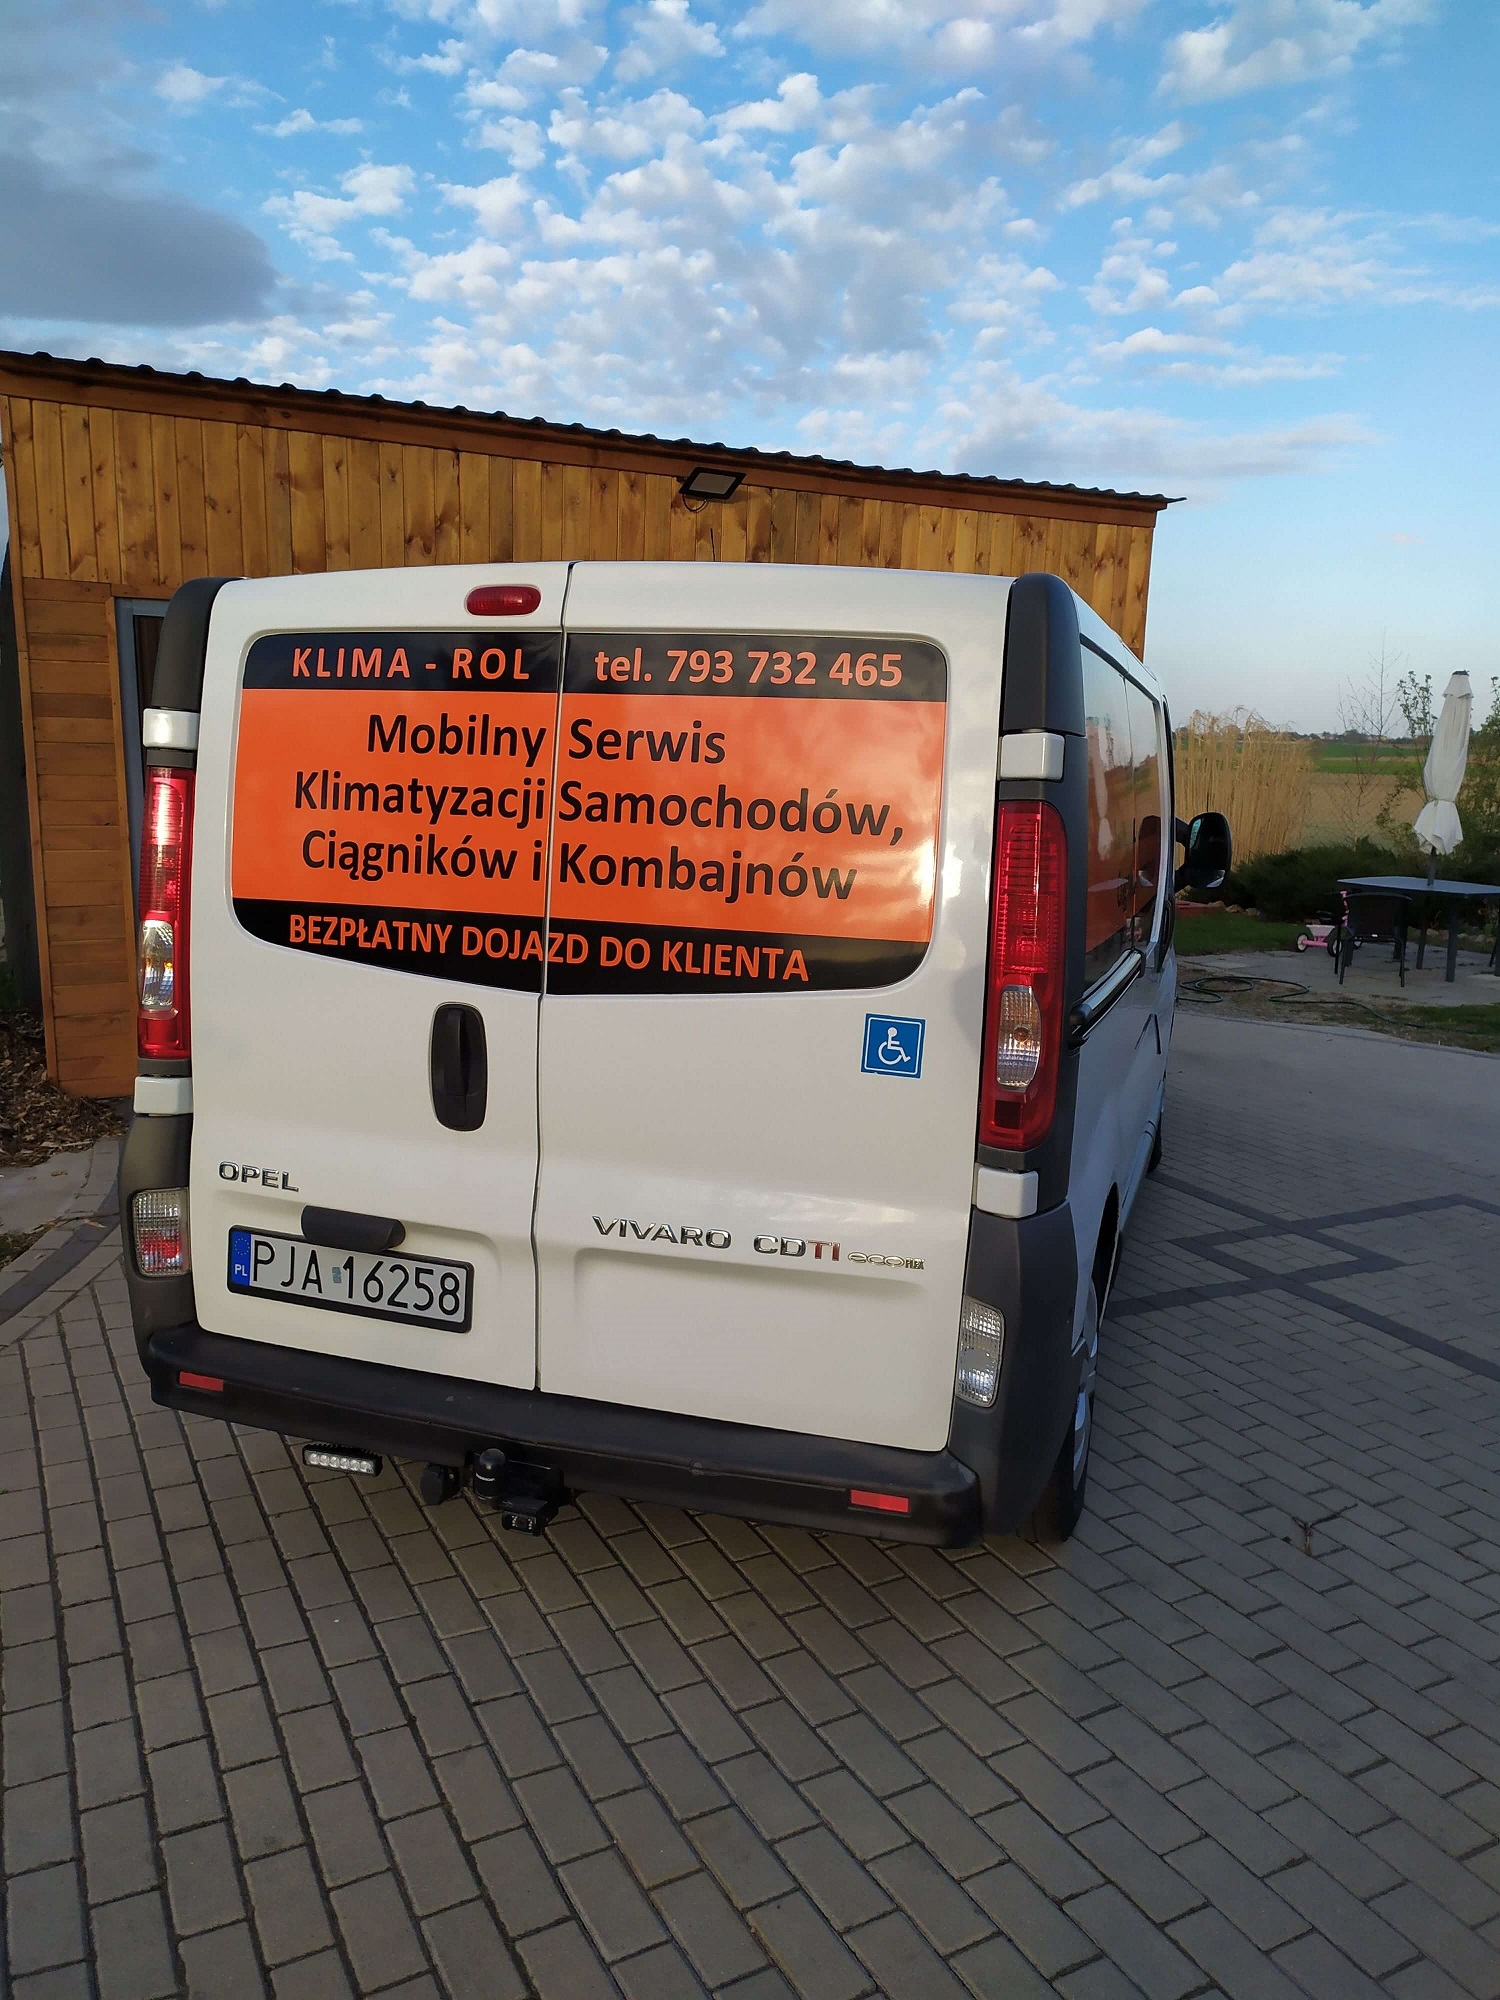 KLIMA - ROL tel. 793 732 465
Mobilny Serwis
Klimatyzacji Samochodów,
Ciągników i Kombajnów
BEZPŁATNY DOJAZD DO KLIENTA
OPEL
VIVARO CDTI ecoFLEX
PL PJA 16258